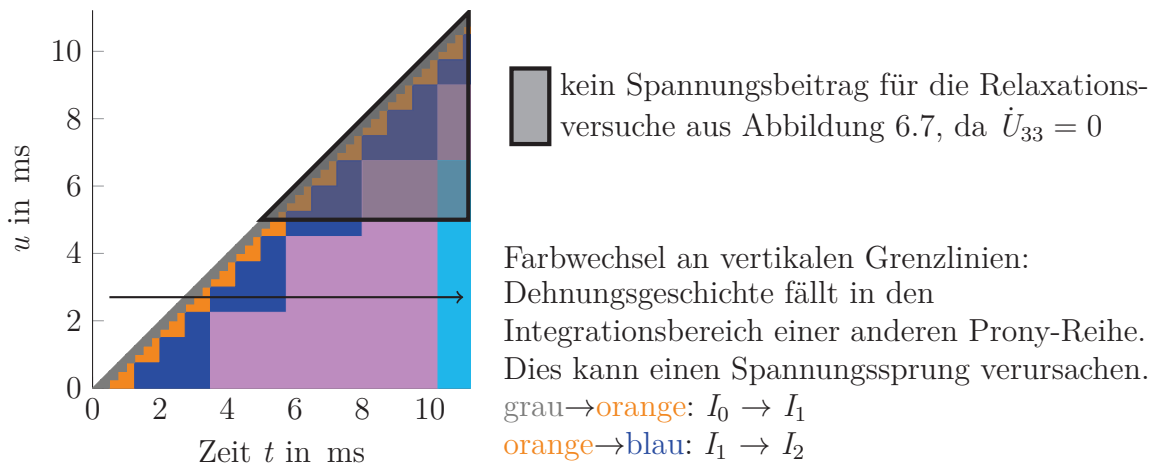 10
8
6
4
2
0
u in ms
0 2 4 6 8 10
Zeit t in ms
kein Spannungsbeitrag für die Relaxations-
versuche aus Abbildung 6.7, da U̇₃₃ = 0
Farbwechsel an vertikalen Grenzlinien:
Dehnungsgeschichte fällt in den
Integrationsbereich einer anderen Prony-Reihe.
Dies kann einen Spannungssprung verursachen.
grau→orange: I₀ → I₁
orange→blau: I₁ → I₂